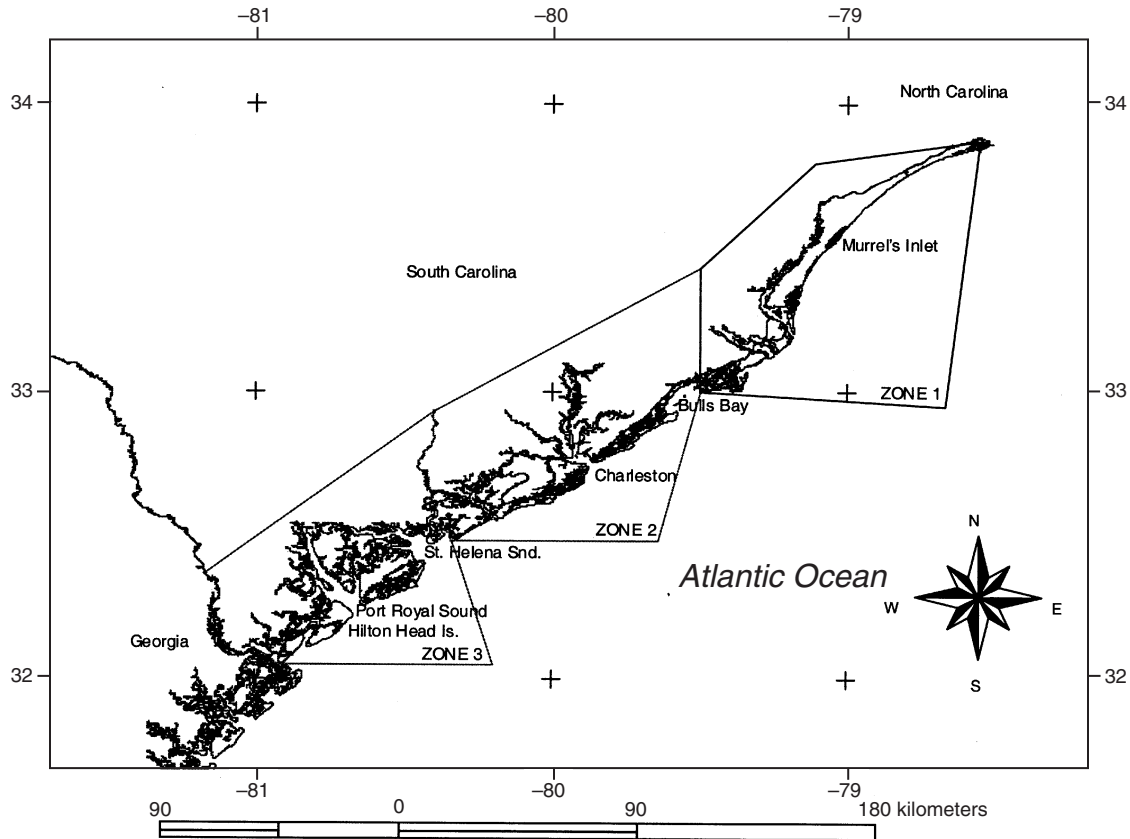 –81 –80 –79
34 34
North Carolina
Murrel's Inlet
South Carolina
33 33
ZONE 1
Bulls Bay
Charleston
N
ZONE 2
St. Helena Snd.
Atlantic Ocean
W E
Port Royal Sound
Hilton Head Is.
Georgia
ZONE 3
32 32
S
–81 –80 –79
90 0 90 180 kilometers